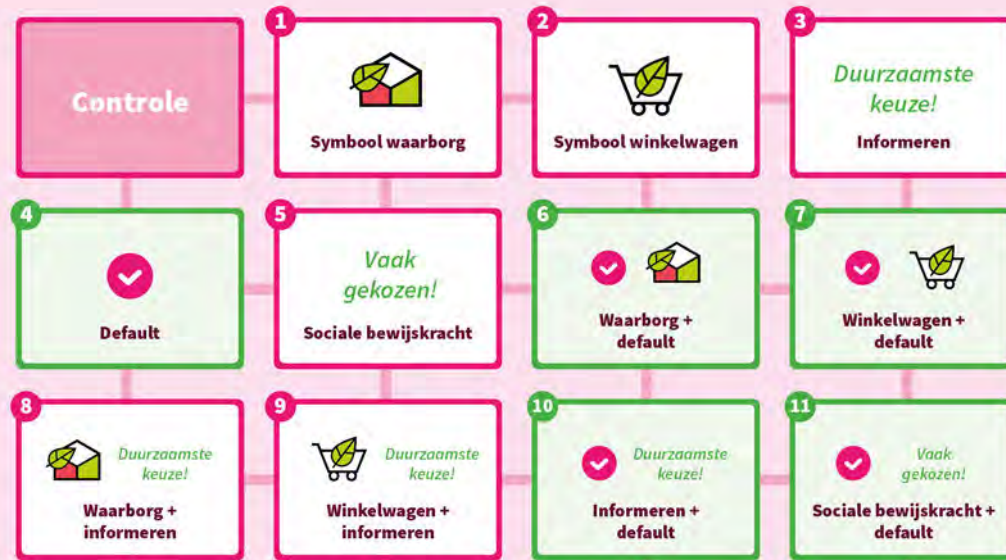 Controle
1
Symbool waarborg
2
Symbool winkelwagen
3
Duurzaamste
keuze!
Informeren
4
Default
5
Vaak
gekozen!
Sociale bewijskracht
6
Waarborg +
default
7
Winkelwagen +
default
8
Duurzaamste
keuze!
Waarborg +
informeren
9
Duurzaamste
keuze!
Winkelwagen +
informeren
10
Duurzaamste
keuze!
Informeren +
default
11
Vaak
gekozen!
Sociale bewijskracht +
default